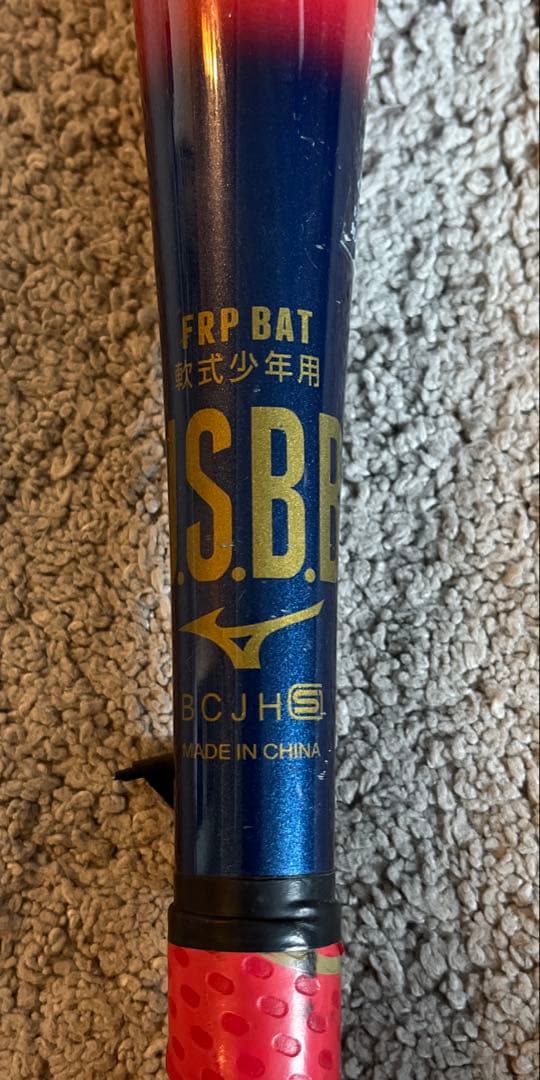 FRP BAT
軟式少年用
.S.B.B
BCJH S
MADE IN CHINA